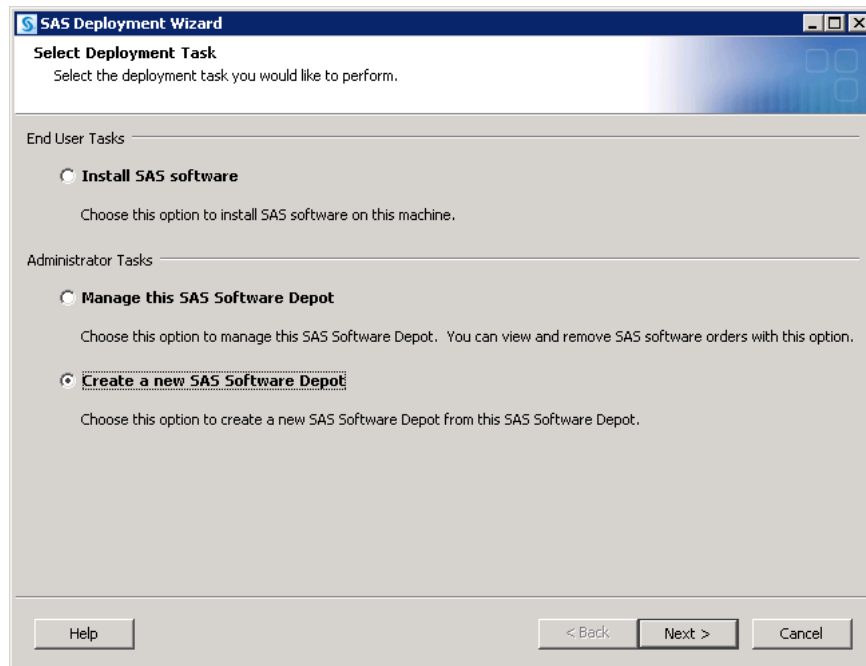 SAS Deployment Wizard
Select Deployment Task
Select the deployment task you would like to perform.
End User Tasks
Install SAS software
Choose this option to install SAS software on this machine.
Administrator Tasks
Manage this SAS Software Depot
Choose this option to manage this SAS Software Depot. You can view and remove SAS software orders with this option.
Create a new SAS Software Depot
Choose this option to create a new SAS Software Depot from this SAS Software Depot.
Help
< Back
Next >
Cancel